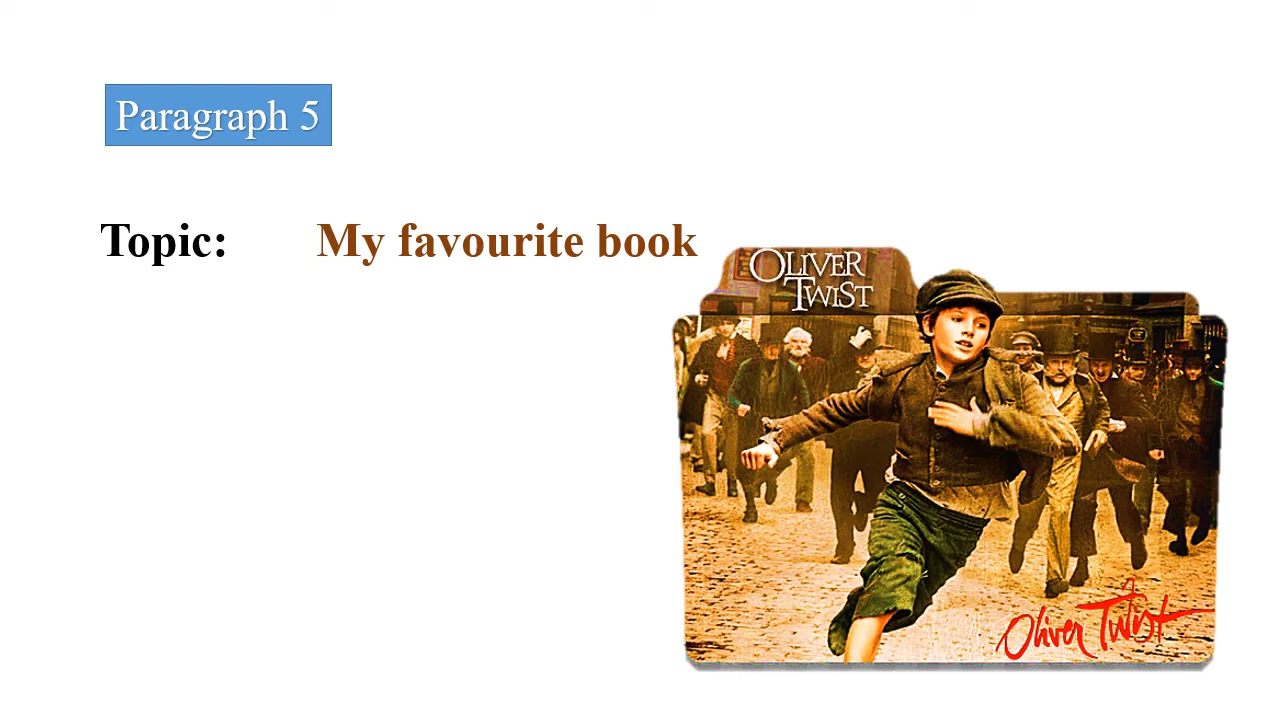 Paragraph 5
Topic: My favourite book
OLIVER
TWIST
Oliver Twist